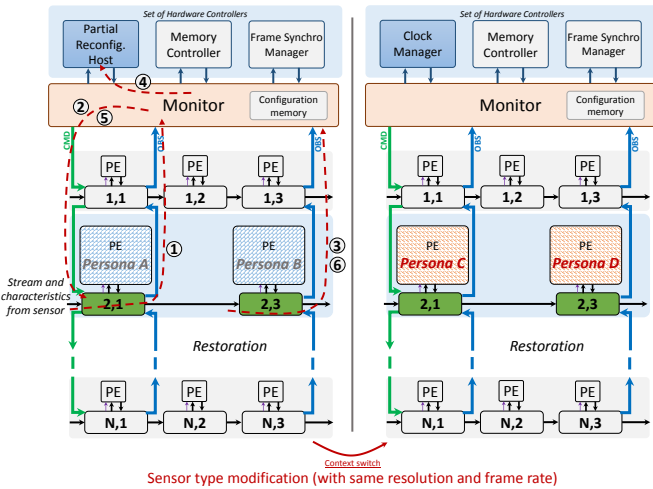 Set of Hardware Controllers
Partial
Reconfig.
Host
Memory
Controller
Frame Synchro
Manager
④
②
⑤
Monitor
Configuration
memory
CMD
OBS
OBS
PE
PE
PE
1,1
1,2
1,3
①
③
⑥
PE
Persona A
PE
Persona B
Stream and
characteristics
from sensor
2,1
2,3
Restoration
PE
PE
PE
N,1
N,2
N,3
Set of Hardware Controllers
Clock
Manager
Memory
Controller
Frame Synchro
Manager
Monitor
Configuration
memory
CMD
OBS
OBS
PE
PE
PE
1,1
1,2
1,3
PE
Persona C
PE
Persona D
2,1
2,3
Restoration
PE
PE
PE
N,1
N,2
N,3
Context switch
Sensor type modification (with same resolution and frame rate)